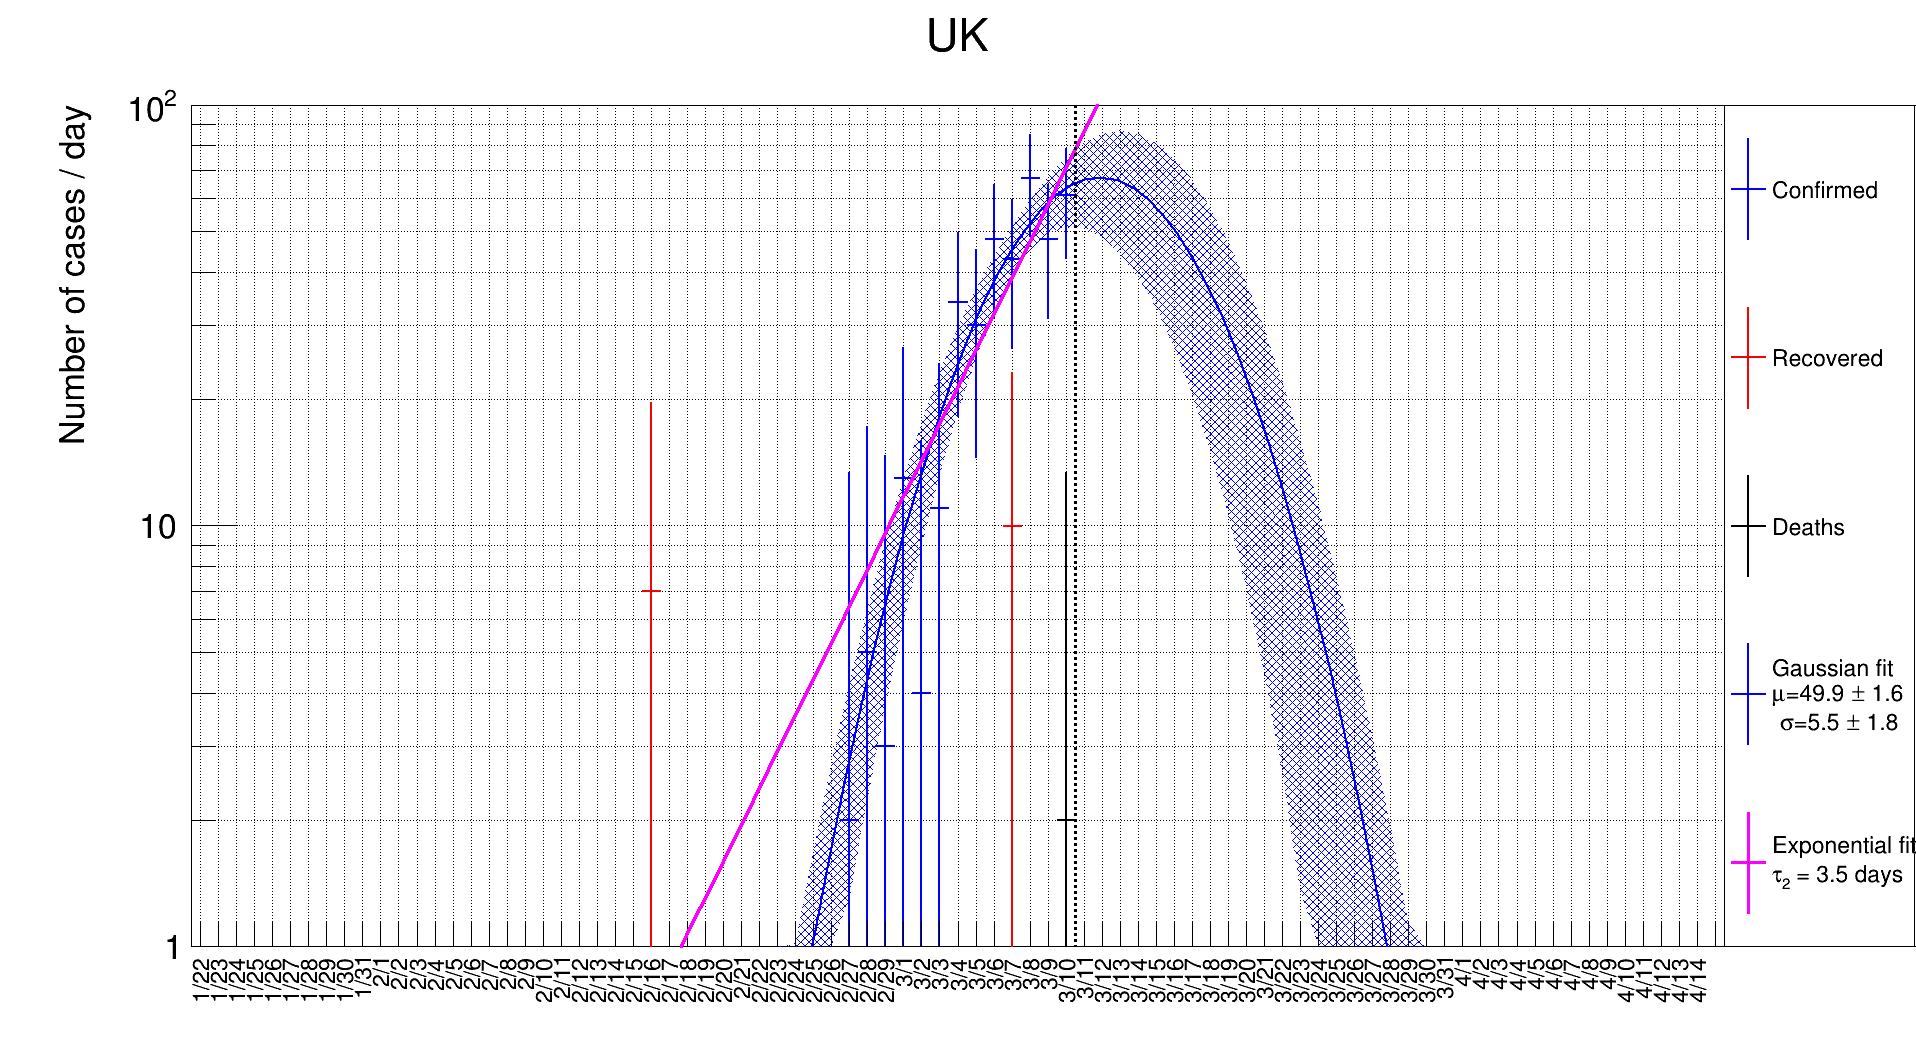 UK
Number of cases / day
10²
10
1
1/22 1/23 1/24 1/25 1/26 1/27 1/28 1/29 1/30 1/31 2/1 2/2 2/3 2/4 2/5 2/6 2/7 2/8 2/9 2/10 2/11 2/12 2/13 2/14 2/15 2/16 2/17 2/18 2/19 2/20 2/21 2/22 2/23 2/24 2/25 2/26 2/27 2/28 2/29 3/1 3/2 3/3 3/4 3/5 3/6 3/7 3/8 3/9 3/10 3/11 3/12 3/13 3/14 3/15 3/16 3/17 3/18 3/19 3/20 3/21 3/22 3/23 3/24 3/25 3/26 3/27 3/28 3/29 3/30 3/31 4/1 4/2 4/3 4/4 4/5 4/6 4/7 4/8 4/9 4/10 4/11 4/12 4/13 4/14
Confirmed
Recovered
Deaths
Gaussian fit
μ=49.9 ± 1.6
σ=5.5 ± 1.8
Exponential fit
τ₂ = 3.5 days